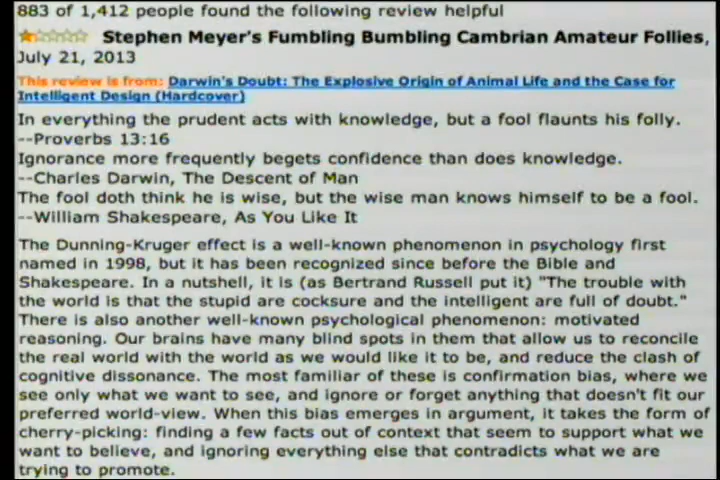 883 of 1,412 people found the following review helpful
Stephen Meyer's Fumbling Bumbling Cambrian Amateur Follies,
July 21, 2013
This review is from: Darwin's Doubt: The Explosive Origin of Animal Life and the Case for
Intelligent Design (Hardcover)
In everything the prudent acts with knowledge, but a fool flaunts his folly.
--Proverbs 13:16
Ignorance more frequently begets confidence than does knowledge.
--Charles Darwin, The Descent of Man
The fool doth think he is wise, but the wise man knows himself to be a fool.
--William Shakespeare, As You Like It
The Dunning-Kruger effect is a well-known phenomenon in psychology first
named in 1998, but it has been recognized since before the Bible and
Shakespeare. In a nutshell, it is (as Bertrand Russell put it) "The trouble with
the world is that the stupid are cocksure and the intelligent are full of doubt."
There is also another well-known psychological phenomenon: motivated
reasoning. Our brains have many blind spots in them that allow us to reconcile
the real world with the world as we would like it to be, and reduce the clash of
cognitive dissonance. The most familiar of these is confirmation bias, where we
see only what we want to see, and ignore or forget anything that doesn't fit our
preferred world-view. When this bias emerges in argument, it takes the form of
cherry-picking: finding a few facts out of context that seem to support what we
want to believe, and ignoring everything else that contradicts what we are
trying to promote.